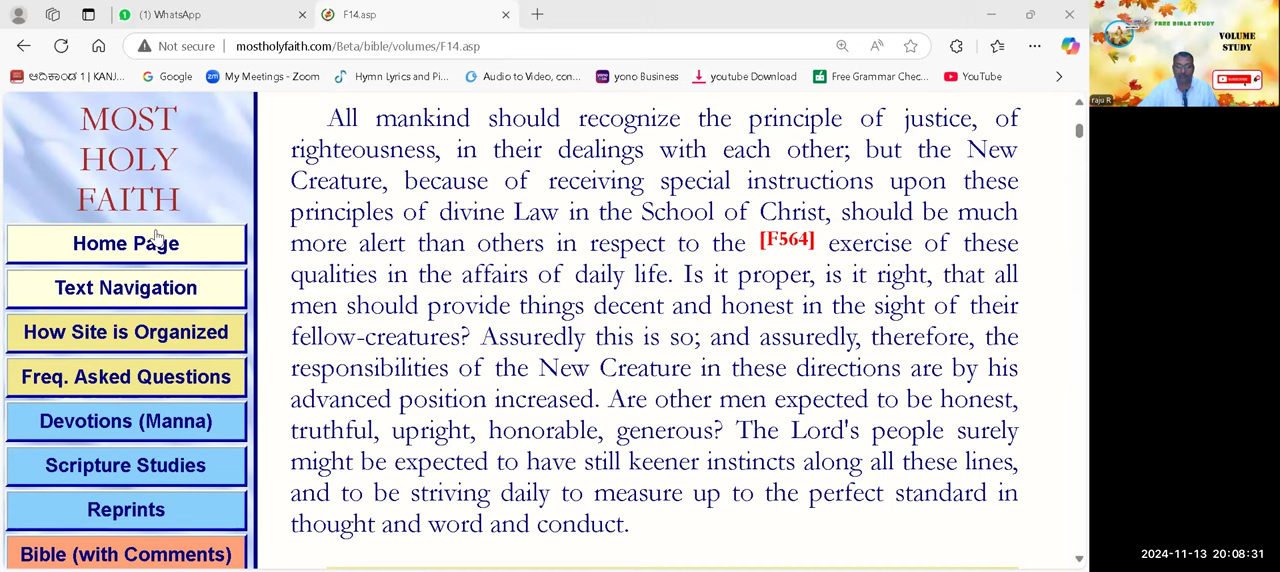 (1) WhatsApp
F14.asp
Not secure
mostholyfaith.com/Beta/bible/volumes/F14.asp
ಆದಿಕಾಂಡ 1 | KANJ...
Google
My Meetings - Zoom
Hymn Lyrics and Pi...
Audio to Video, con...
yono Business
youtube Download
Free Grammar Chec...
YouTube
MOST
HOLY
FAITH
Home Page
Text Navigation
How Site is Organized
Freq. Asked Questions
Devotions (Manna)
Scripture Studies
Reprints
Bible (with Comments)
All mankind should recognize the principle of justice, of
righteousness, in their dealings with each other; but the New
Creature, because of receiving special instructions upon these
principles of divine Law in the School of Christ, should be much
more alert than others in respect to the [F564] exercise of these
qualities in the affairs of daily life. Is it proper, is it right, that all
men should provide things decent and honest in the sight of their
fellow-creatures? Assuredly this is so; and assuredly, therefore, the
responsibilities of the New Creature in these directions are by his
advanced position increased. Are other men expected to be honest,
truthful, upright, honorable, generous? The Lord's people surely
might be expected to have still keener instincts along all these lines,
and to be striving daily to measure up to the perfect standard in
thought and word and conduct.
FREE BIBLE STUDY
VOLUME
STUDY
raju R
2024-11-13 20:08:31